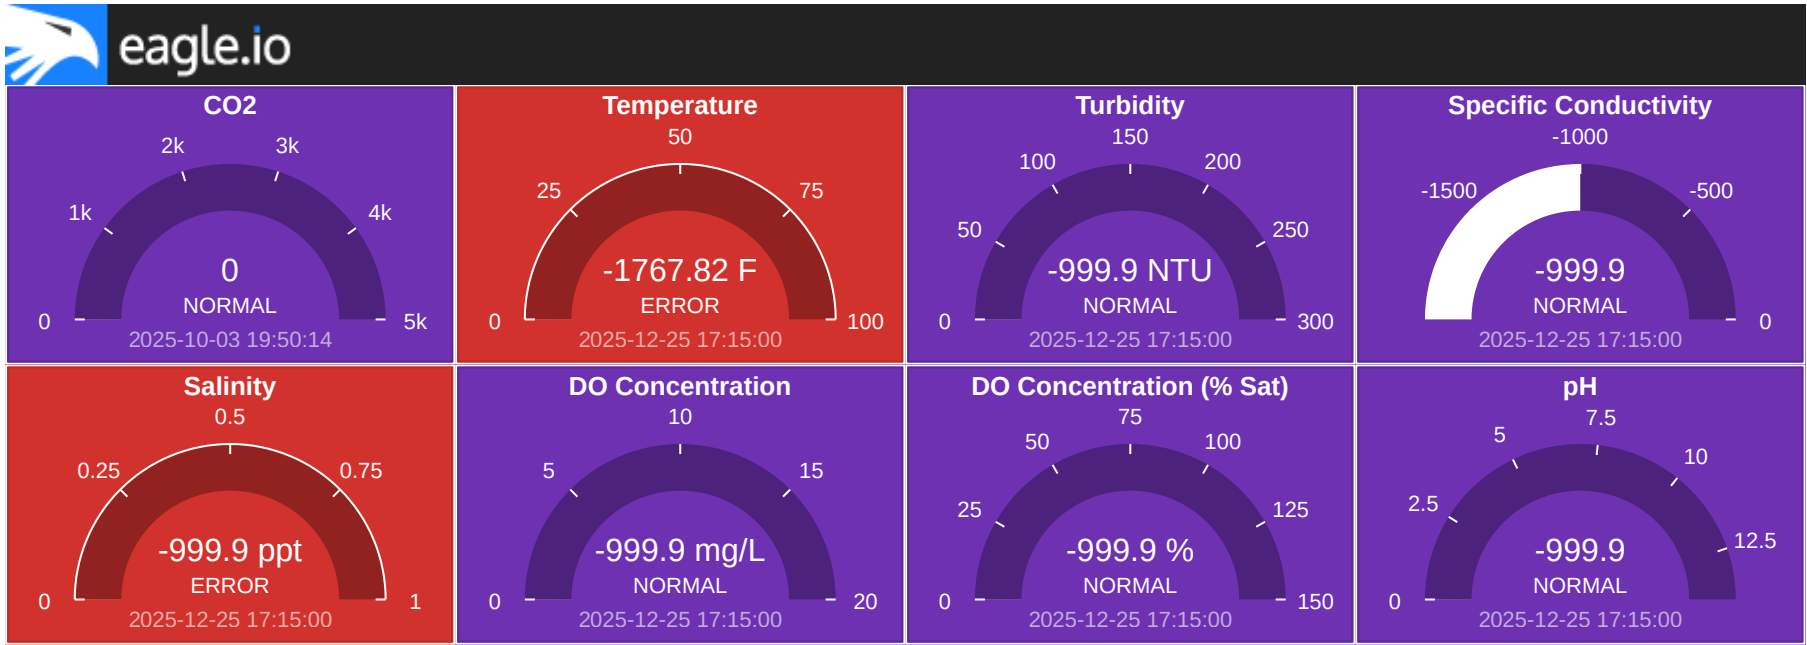 eagle.io
CO2
2k
3k
1k
4k
0
NORMAL
0
5k
2025-10-03 19:50:14
Temperature
50
25
75
-1767.82 F
ERROR
0
100
2025-12-25 17:15:00
Turbidity
150
100
200
50
250
-999.9 NTU
NORMAL
0
300
2025-12-25 17:15:00
Specific Conductivity
-1000
-1500
-500
-999.9
NORMAL
0
2025-12-25 17:15:00
Salinity
0.5
0.25
0.75
-999.9 ppt
ERROR
0
1
2025-12-25 17:15:00
DO Concentration
10
5
15
-999.9 mg/L
NORMAL
0
20
2025-12-25 17:15:00
DO Concentration (% Sat)
75
50
100
25
125
-999.9 %
NORMAL
0
150
2025-12-25 17:15:00
pH
7.5
5
10
2.5
12.5
-999.9
NORMAL
0
2025-12-25 17:15:00